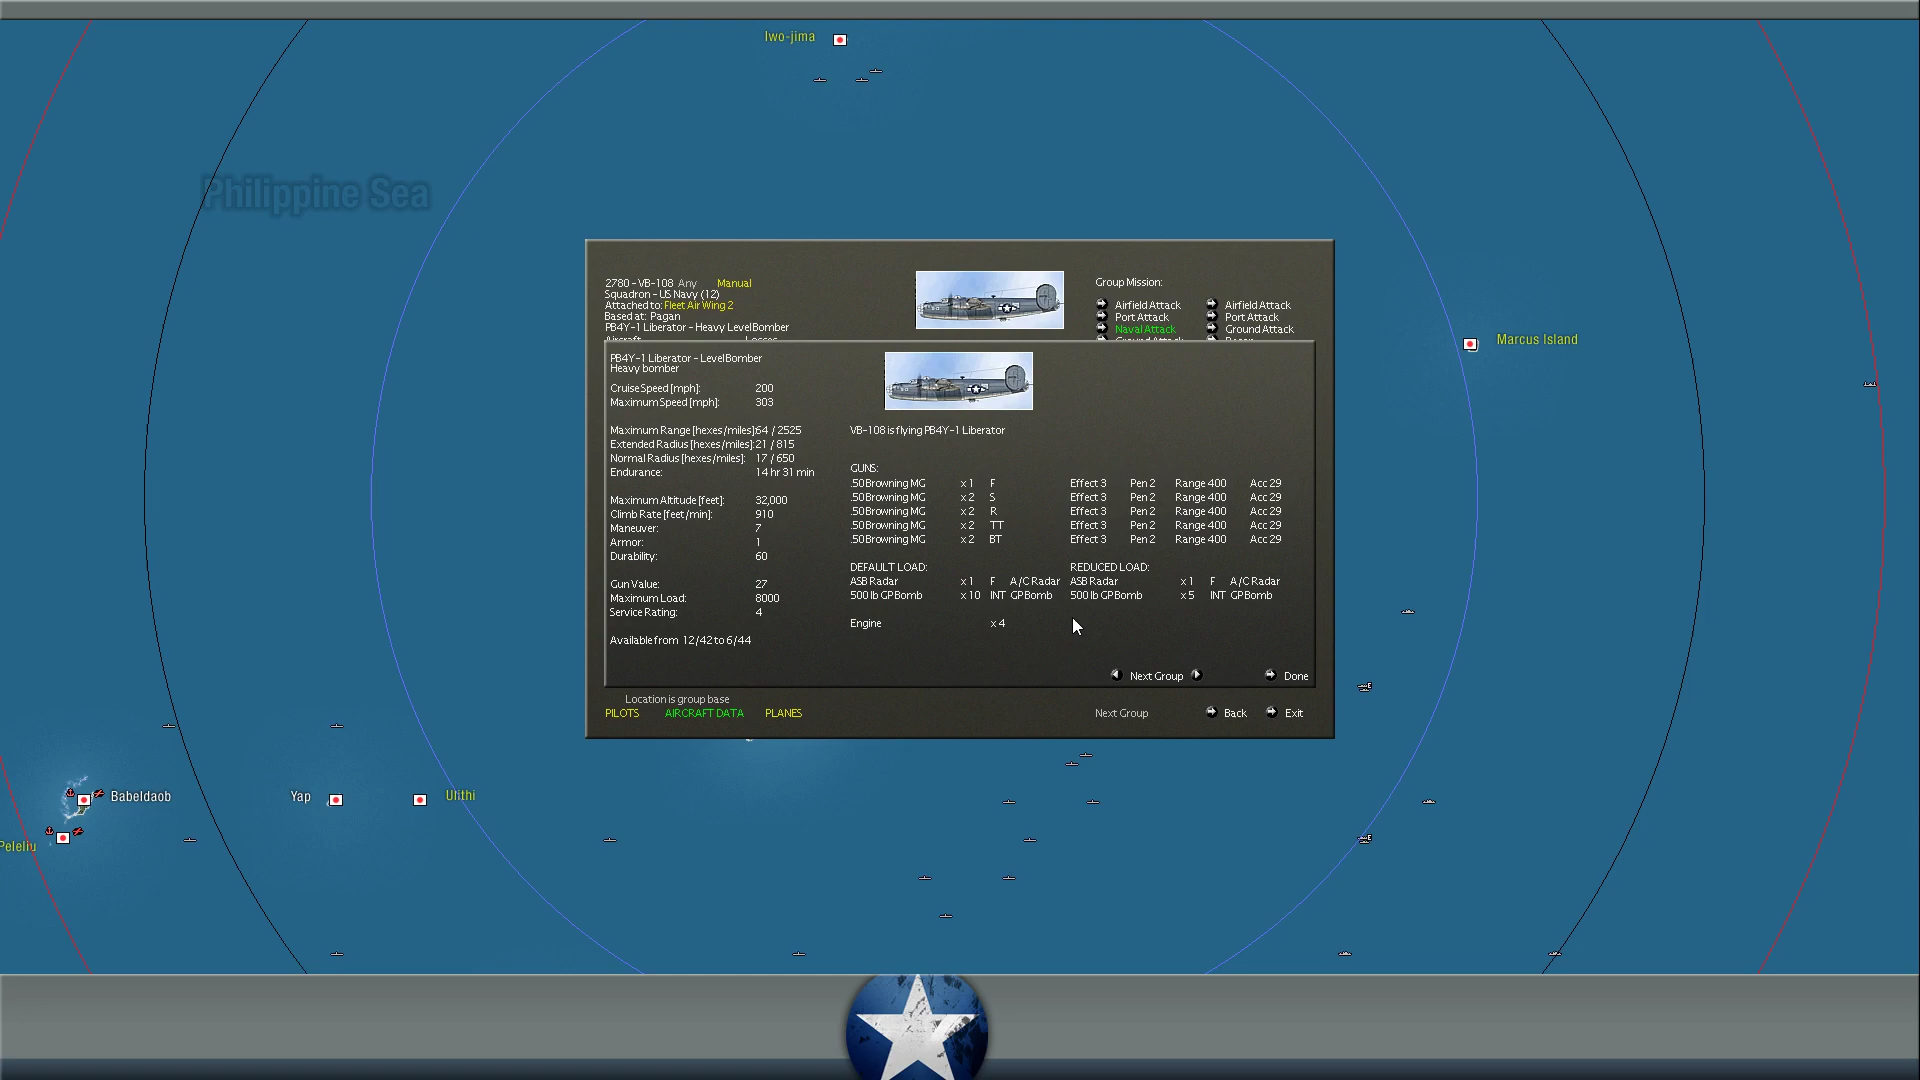 Iwo-jima
Philippine Sea
Marcus Island
2780 - VB-108 Any Manual
Squadron - US Navy (12)
Attached to: Fleet Air Wing 2
Based at: Pagan
PB4Y-1 Liberator - Heavy Level Bomber
Aircraft Losses
Group Mission:
Airfield Attack Airfield Attack
Port Attack Port Attack
Naval Attack Ground Attack
Ground Attack Recon
PB4Y-1 Liberator - Level Bomber
Heavy bomber
Cruise Speed [mph]: 200
Maximum Speed [mph]: 303
Maximum Range [hexes/miles]: 64 / 2525
Extended Radius [hexes/miles]: 21 / 815
Normal Radius [hexes/miles]: 17 / 650
Endurance: 14 hr 31 min
Maximum Altitude [feet]: 32,000
Climb Rate [feet/min]: 910
Maneuver: 7
Armor: 1
Durability: 60
Gun Value: 27
Maximum Load: 8000
Service Rating: 4
Available from 12/42 to 6/44
VB-108 is flying PB4Y-1 Liberator
GUNS:
.50 Browning MG x 1 F Effect 3 Pen 2 Range 400 Acc 29
.50 Browning MG x 2 S Effect 3 Pen 2 Range 400 Acc 29
.50 Browning MG x 2 R Effect 3 Pen 2 Range 400 Acc 29
.50 Browning MG x 2 TT Effect 3 Pen 2 Range 400 Acc 29
.50 Browning MG x 2 BT Effect 3 Pen 2 Range 400 Acc 29
DEFAULT LOAD: REDUCED LOAD:
ASB Radar x 1 F A/C Radar ASB Radar x 1 F A/C Radar
500 lb GP Bomb x 10 INT GP Bomb 500 lb GP Bomb x 5 INT GP Bomb
Engine x 4
Next Group Done
Location is group base
PILOTS AIRCRAFT DATA PLANES Next Group Back Exit
Babeldaob
Yap
Ulithi
Peleliu